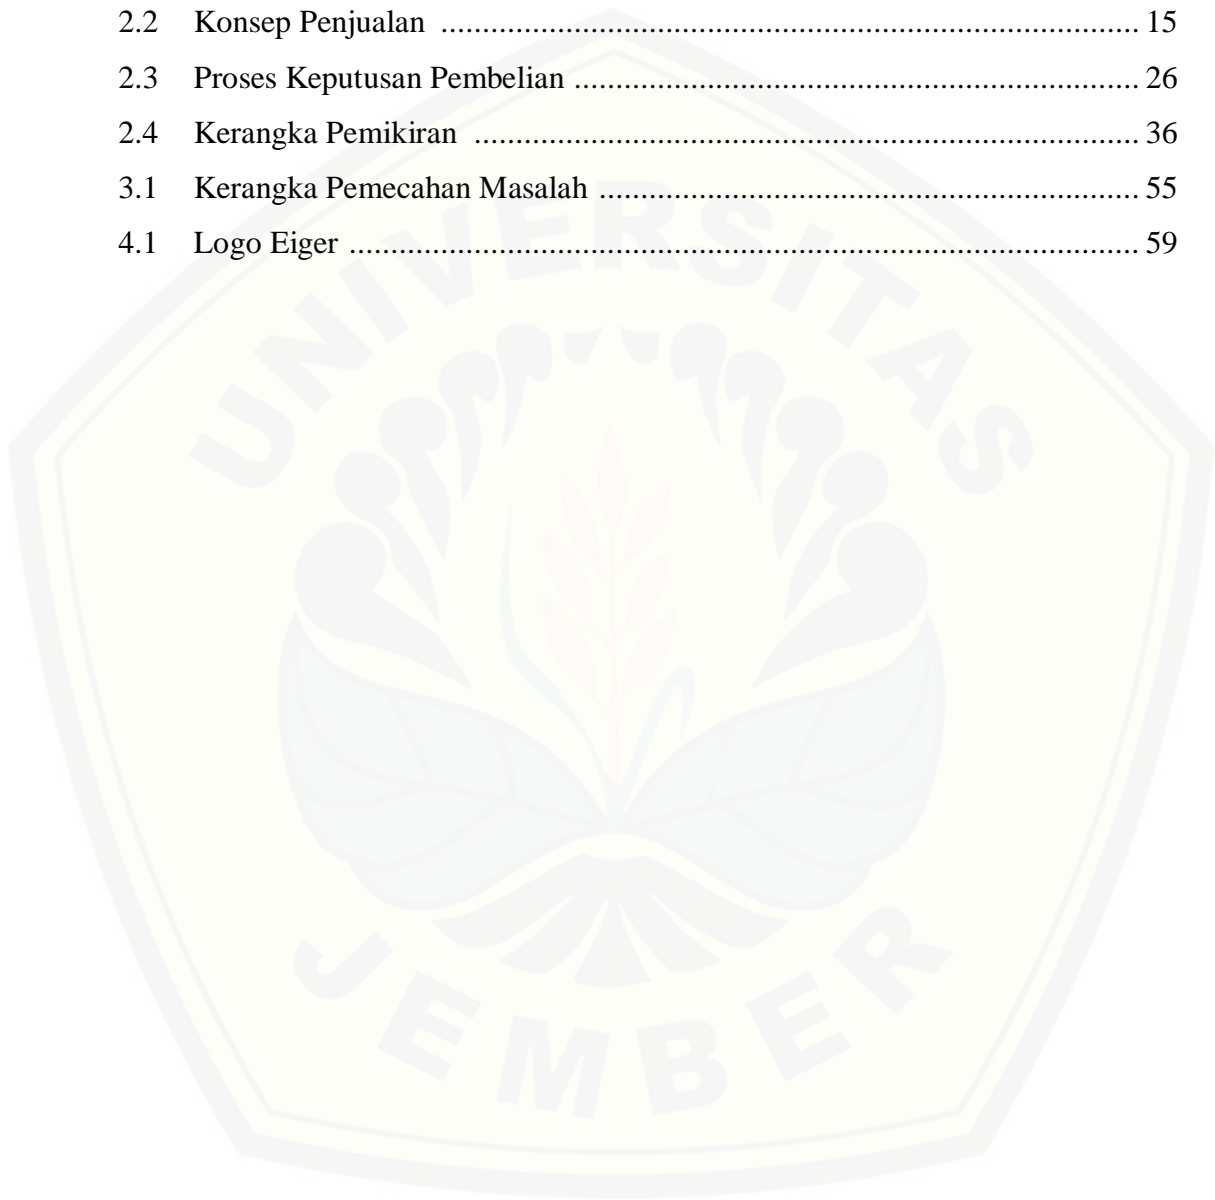 2.2 Konsep Penjualan ........................................................................................ 15
2.3 Proses Keputusan Pembelian ....................................................................... 26
2.4 Kerangka Pemikiran .................................................................................... 36
3.1 Kerangka Pemecahan Masalah .................................................................... 55
4.1 Logo Eiger ................................................................................................... 59
UNIVERSITAS
JEMBER